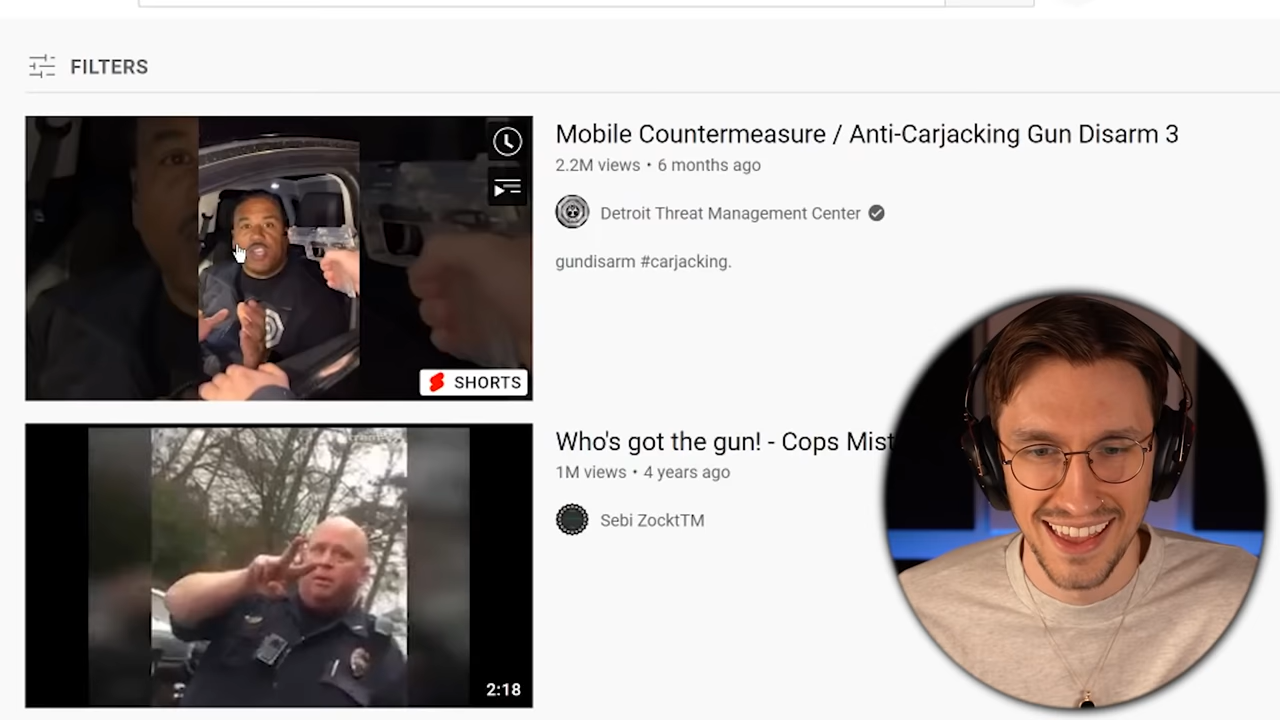 FILTERS
Mobile Countermeasure / Anti-Carjacking Gun Disarm 3
2.2M views • 6 months ago
Detroit Threat Management Center
gundisarm #carjacking.
SHORTS
Who's got the gun! - Cops Mist
1M views • 4 years ago
Sebi ZocktTM
2:18